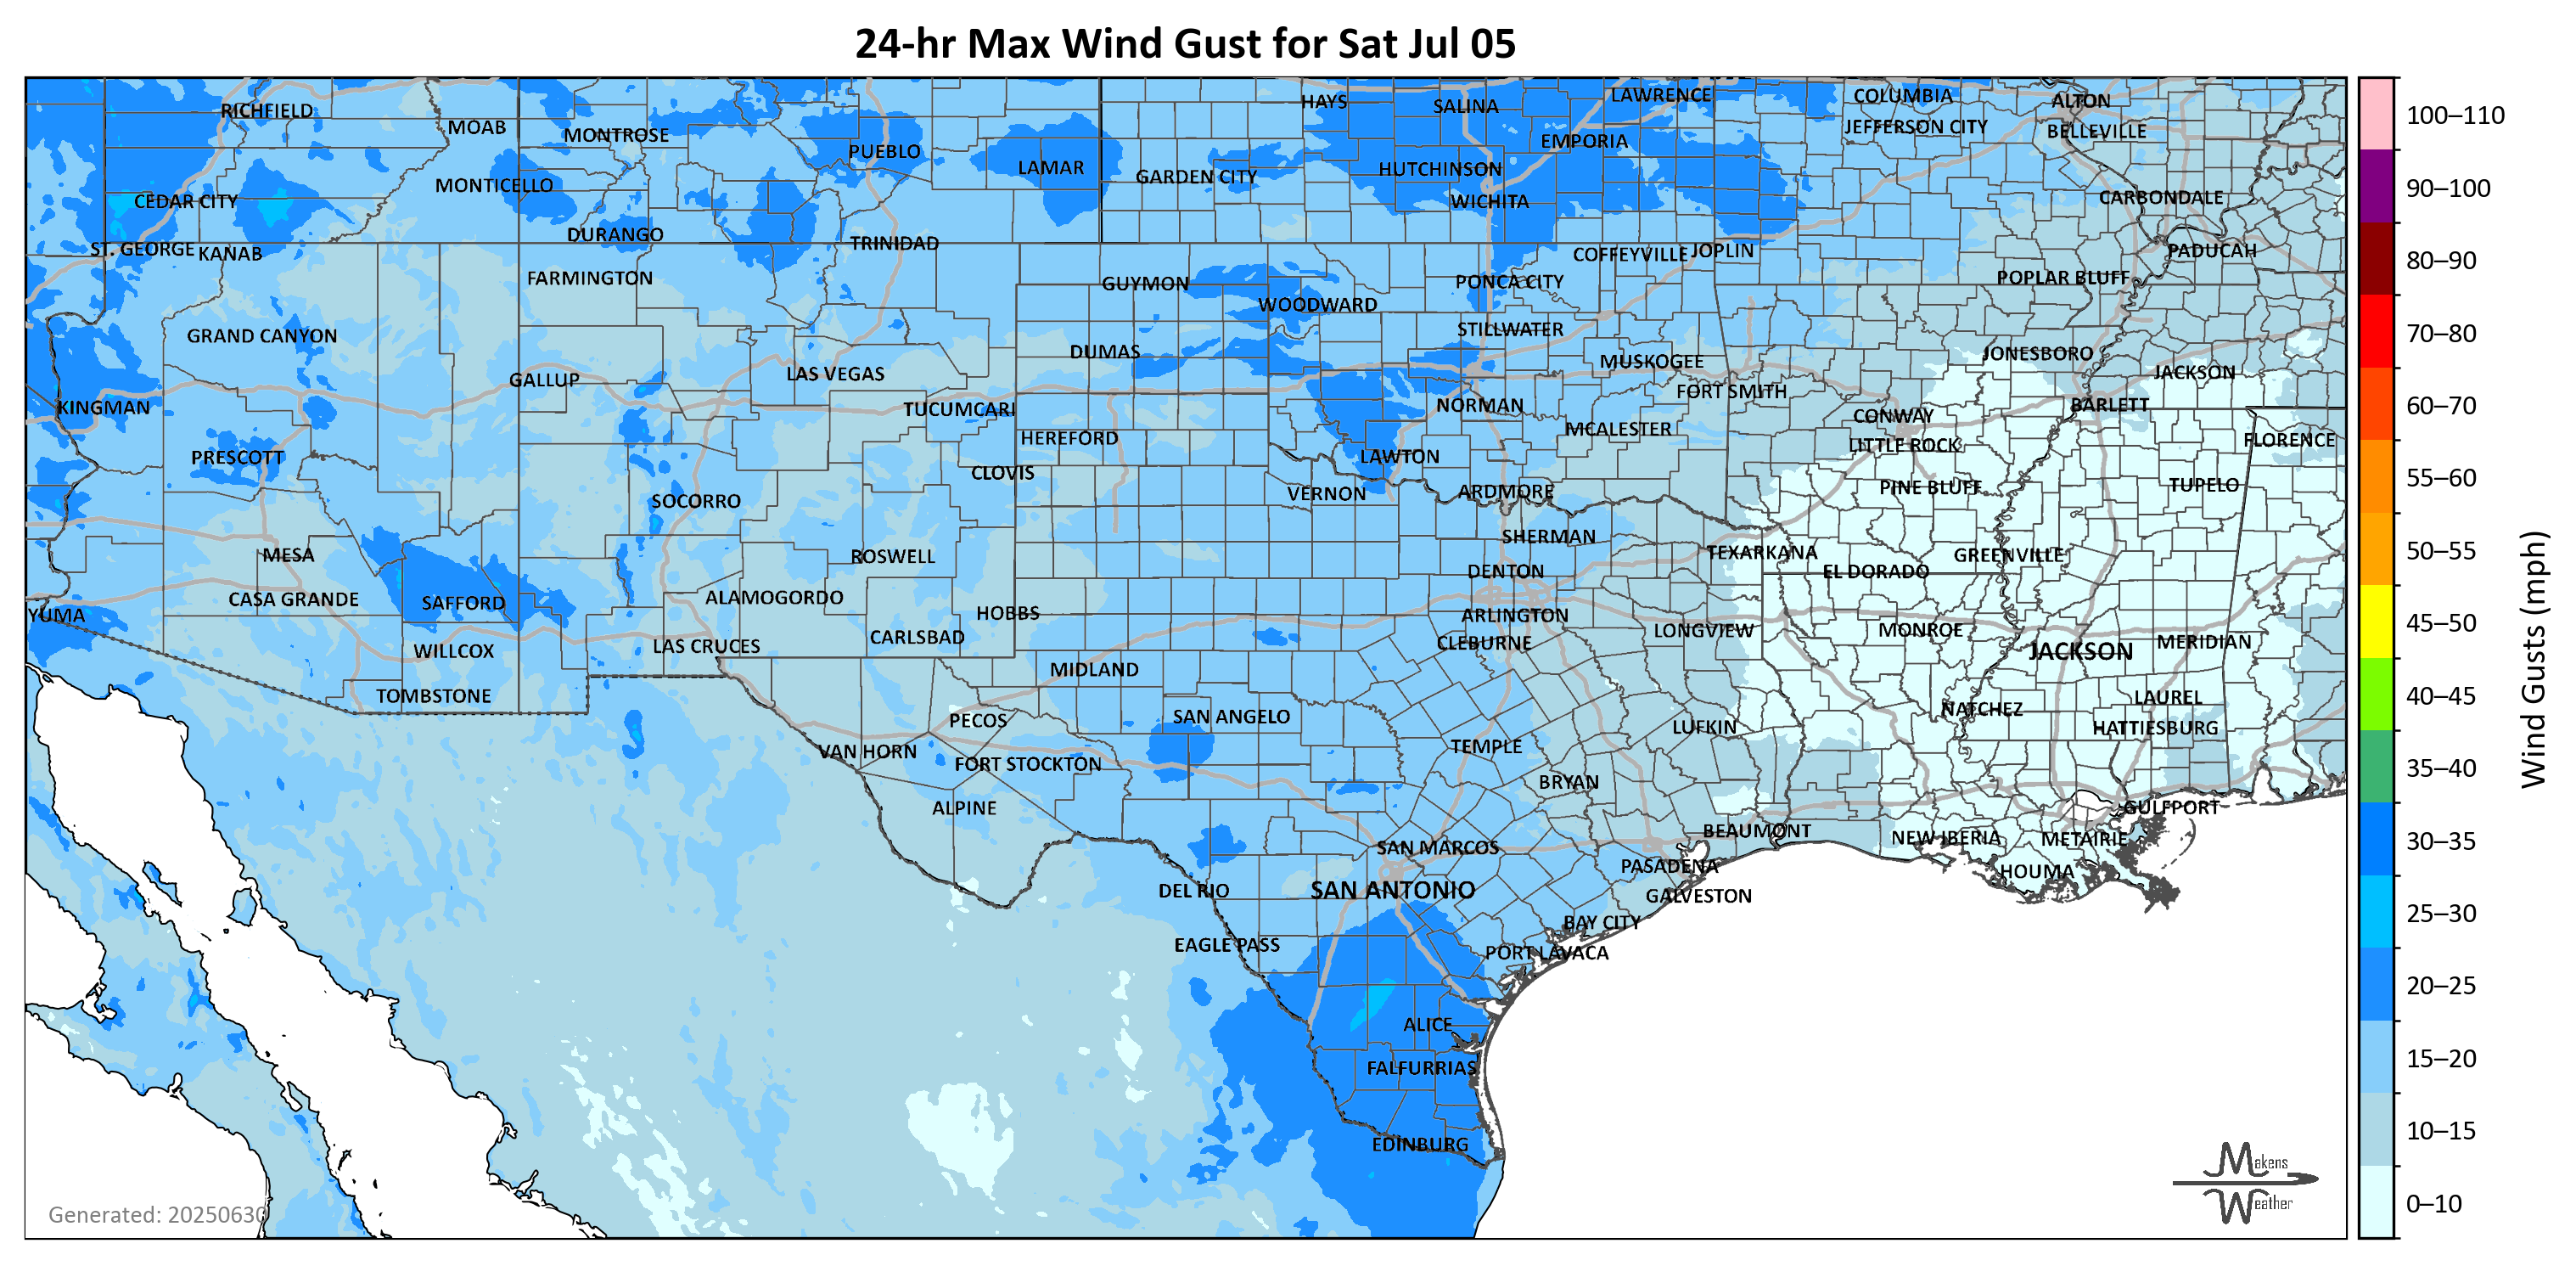 24-hr Max Wind Gust for Sat Jul 05
RICHFIELD
MOAB
MONTROSE
PUEBLO
LAMAR
HAYS
SALINA
LAWRENCE
COLUMBIA
ALTON
JEFFERSON CITY
BELLEVILLE
EMPORIA
HUTCHINSON
GARDEN CITY
MONTICELLO
CEDAR CITY
WICHITA
CARBONDALE
DURANGO
TRINIDAD
ST. GEORGE
KANAB
COFFEYVILLE
JOPLIN
PADUCAH
FARMINGTON
GUYMON
PONCA CITY
POPLAR BLUFF
WOODWARD
GRAND CANYON
STILLWATER
DUMAS
MUSKOGEE
JONESBORO
GALLUP
LAS VEGAS
JACKSON
FORT SMITH
KINGMAN
TUCUMCARI
NORMAN
BARLETT
CONWAY
HEREFORD
MCALESTER
LITTLE ROCK
FLORENCE
PRESCOTT
CLOVIS
LAWTON
SOCORRO
VERNON
ARDMORE
PINE BLUFF
TUPELO
MESA
ROSWELL
SHERMAN
TEXARKANA
GREENVILLE
DENTON
EL DORADO
CASA GRANDE
SAFFORD
ALAMOGORDO
HOBBS
ARLINGTON
YUMA
CARLSBAD
CLEBURNE
LONGVIEW
MONROE
WILLCOX
LAS CRUCES
JACKSON
MERIDIAN
MIDLAND
TOMBSTONE
PECOS
SAN ANGELO
LUFKIN
NATCHEZ
LAUREL
HATTIESBURG
VAN HORN
FORT STOCKTON
TEMPLE
BRYAN
ALPINE
GULFPORT
BEAUMONT
NEW IBERIA
METAIRIE
SAN MARCOS
PASADENA
HOUMA
DEL RIO
SAN ANTONIO
GALVESTON
BAY CITY
EAGLE PASS
PORT LAVACA
ALICE
FALFURRIAS
EDINBURG
Generated: 20250630
Makens
Weather
100–110
90–100
80–90
70–80
60–70
55–60
50–55
45–50
40–45
35–40
30–35
25–30
20–25
15–20
10–15
0–10
Wind Gusts (mph)